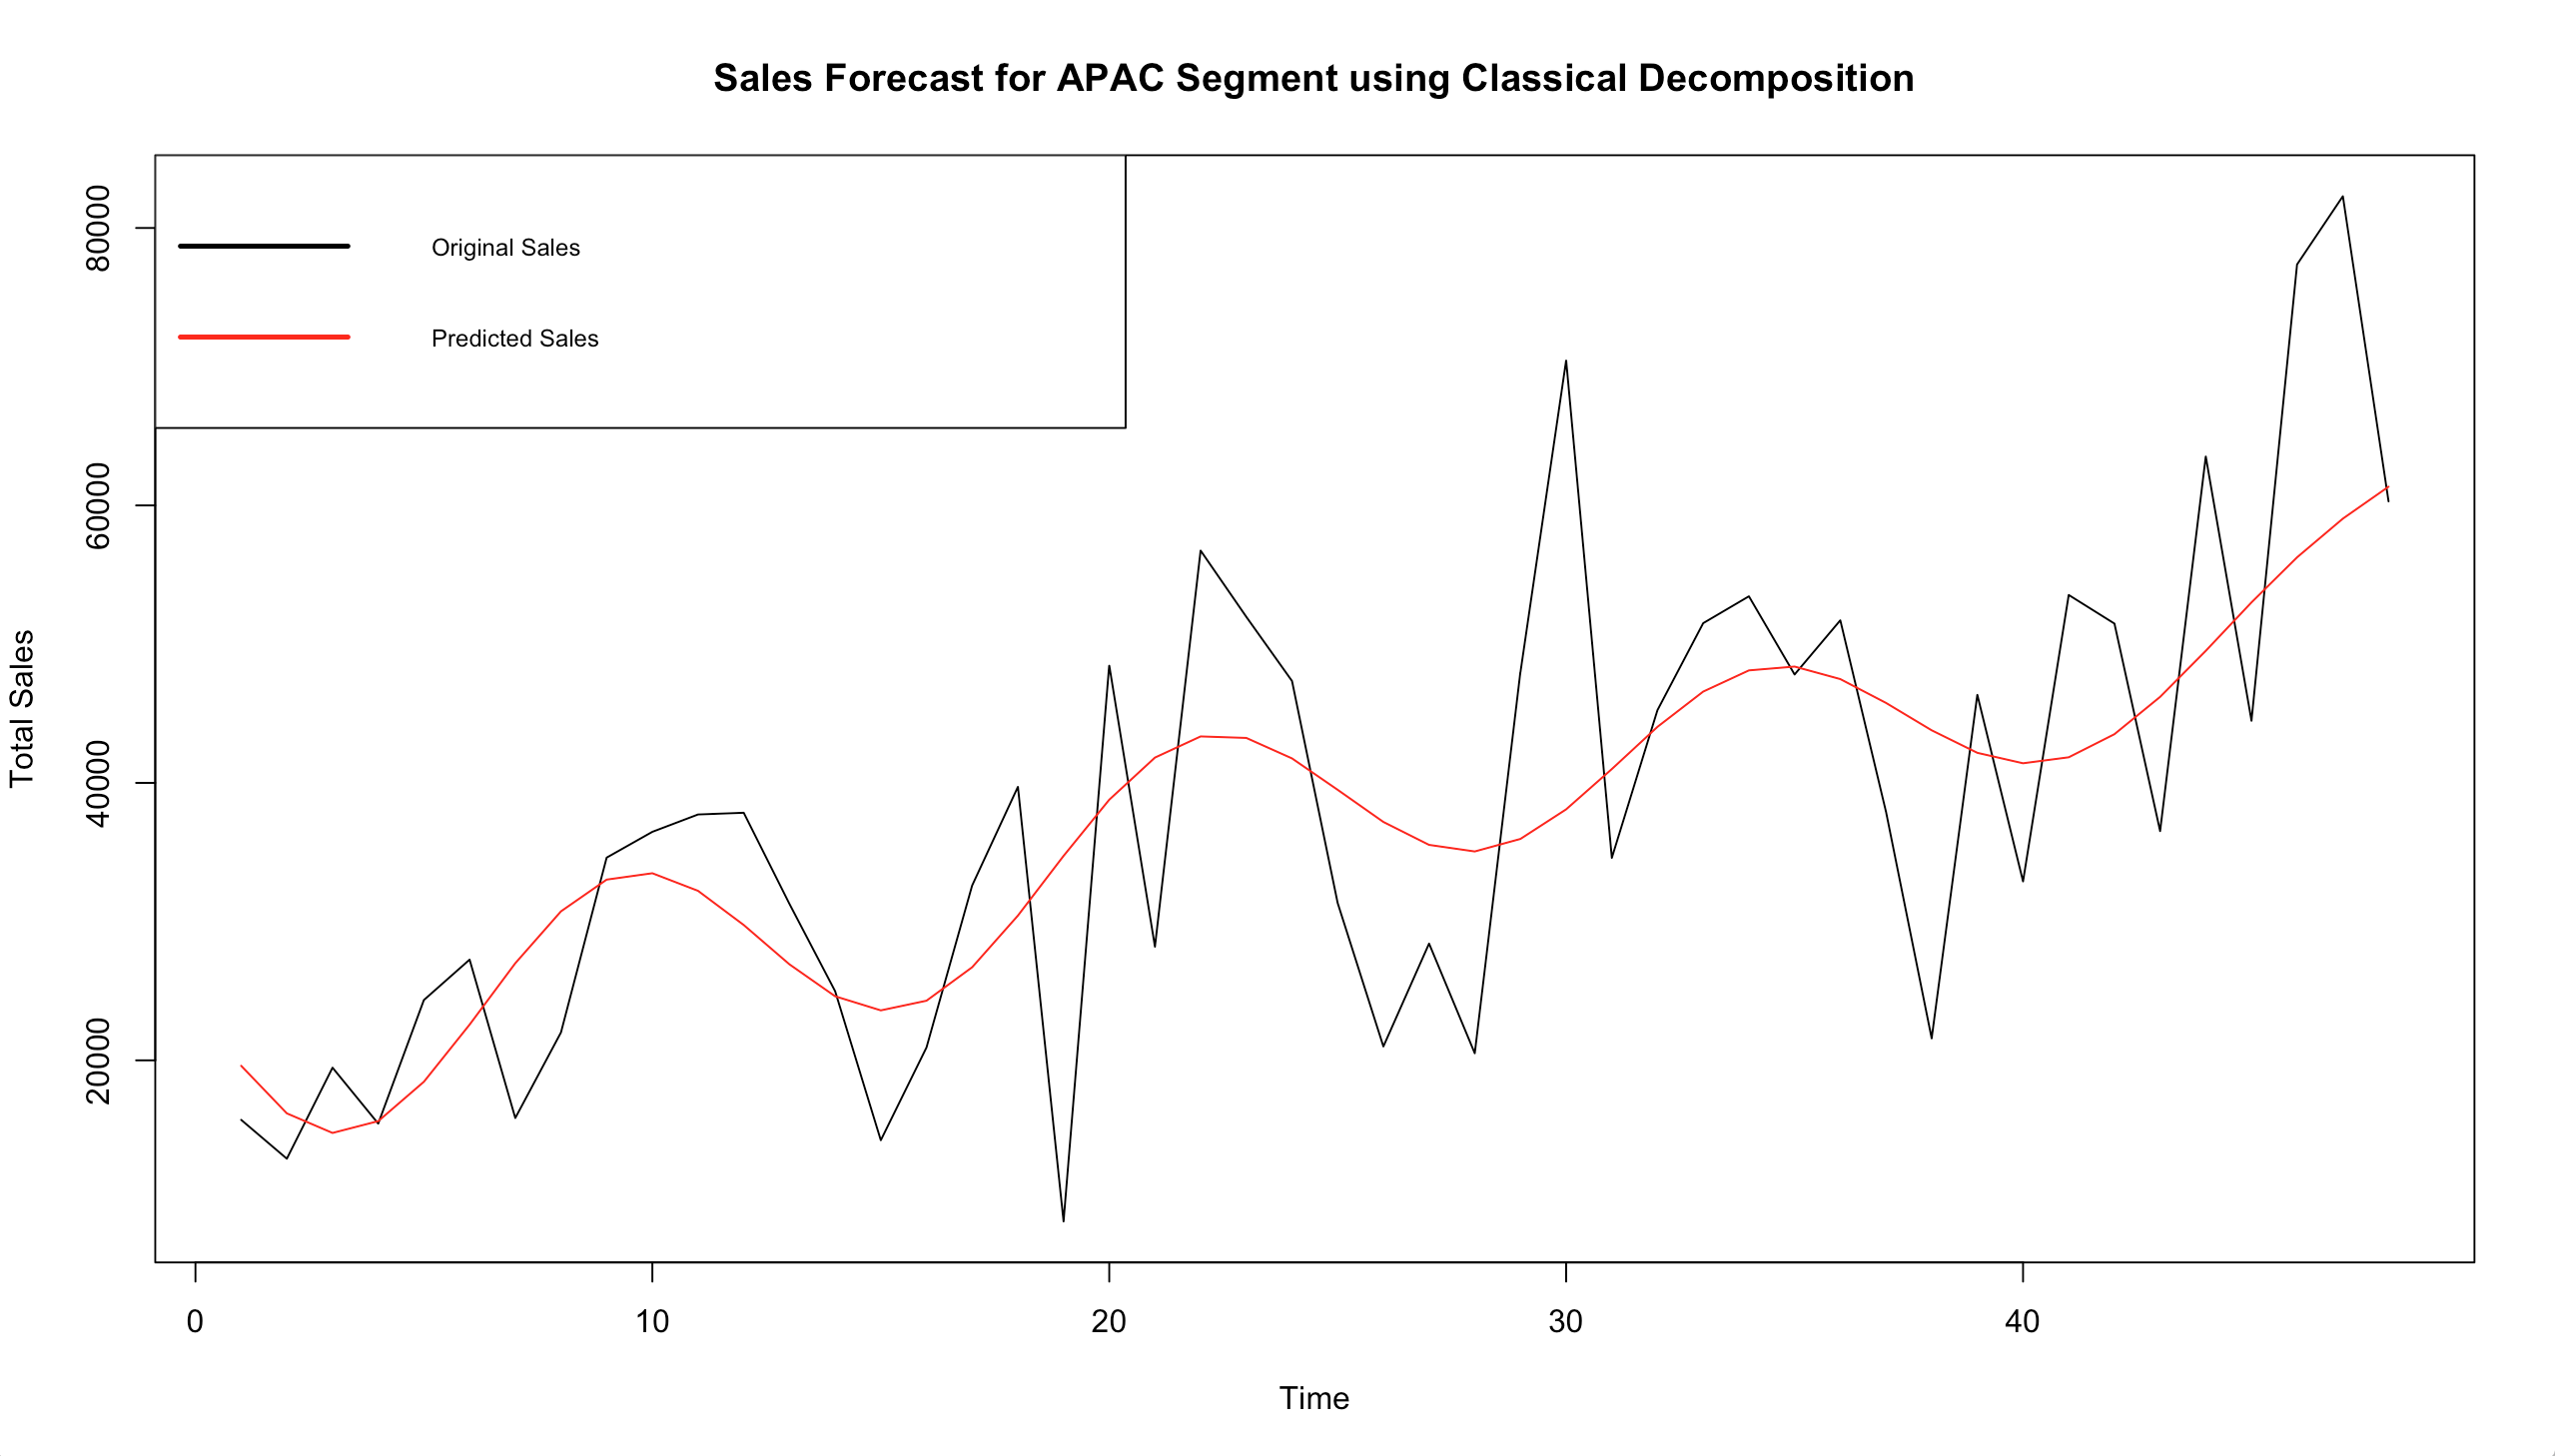 Sales Forecast for APAC Segment using Classical Decomposition
Original Sales
Predicted Sales
80000
60000
40000
20000
Total Sales
0 10 20 30 40
Time